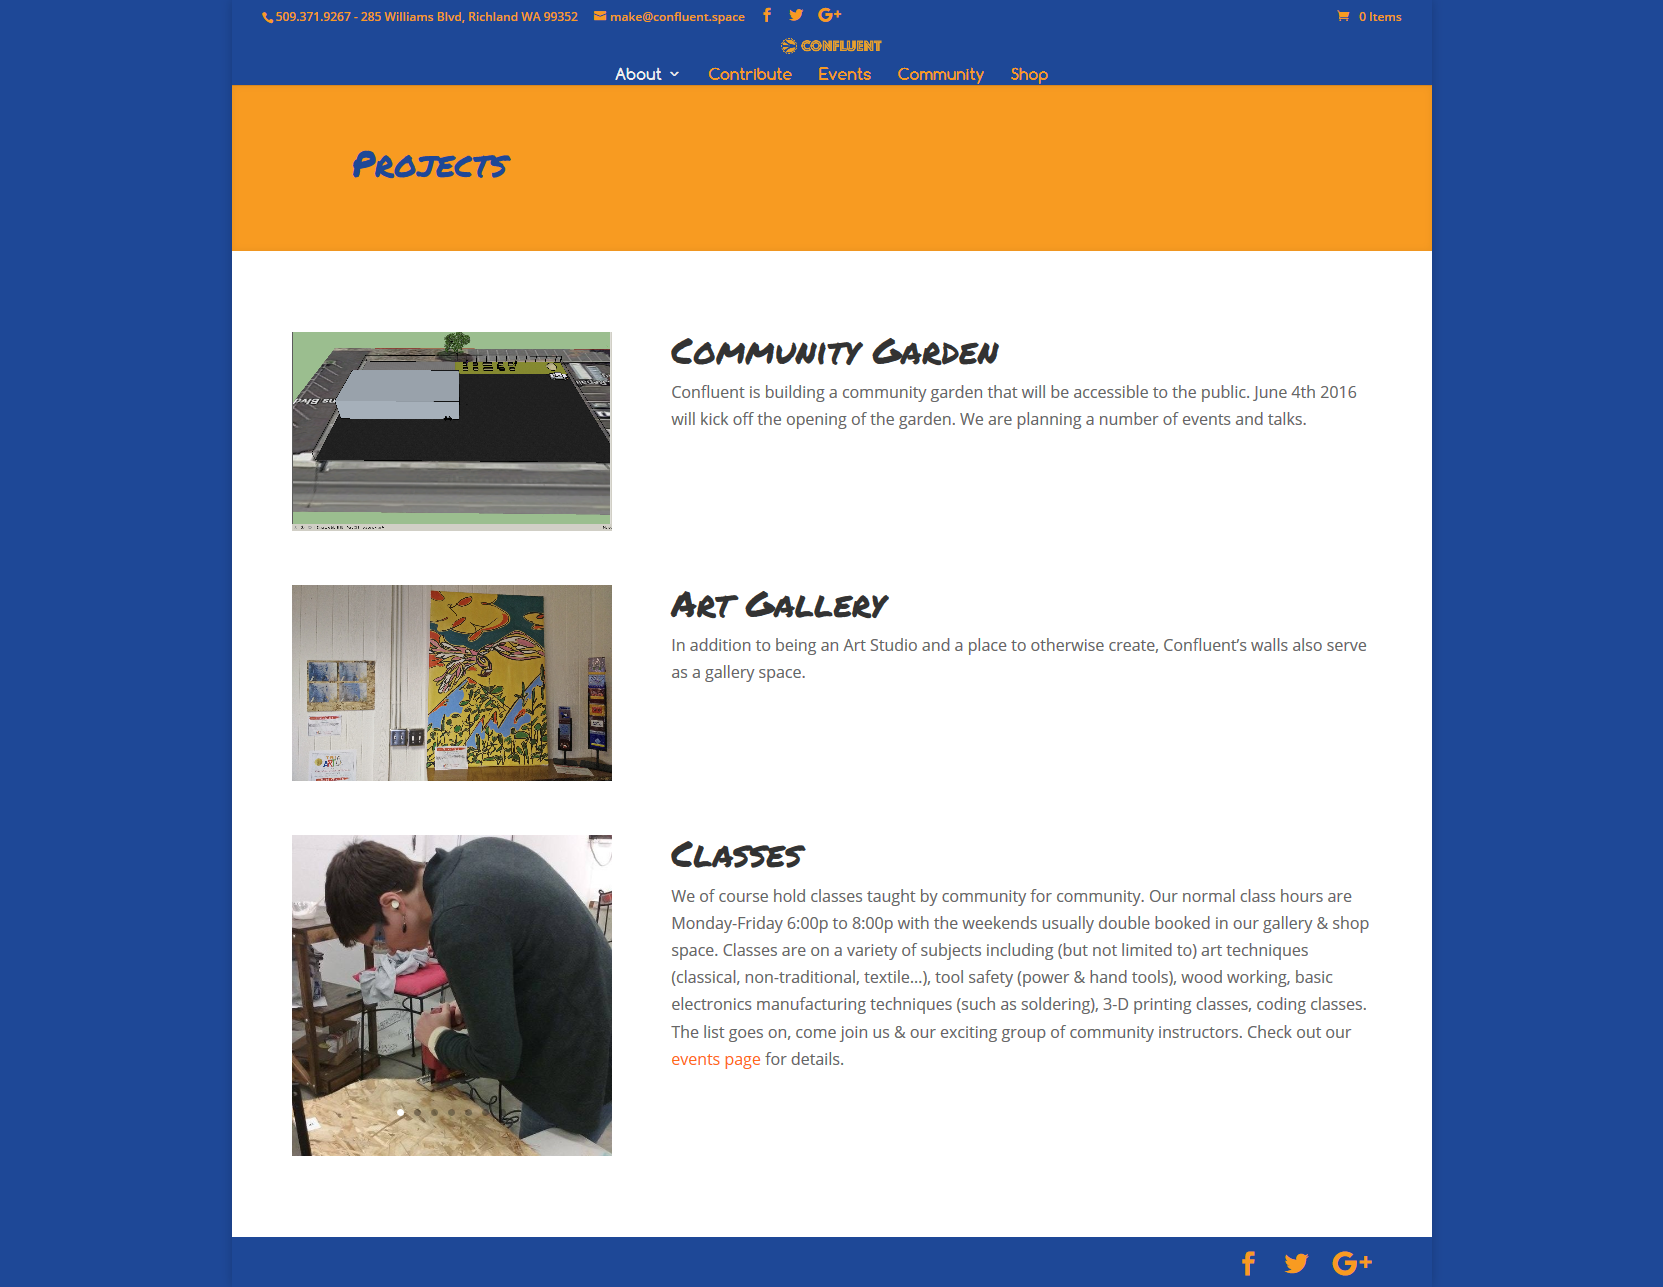 509.371.9267 - 285 Williams Blvd, Richland WA 99352
make@confluent.space
0 Items
CONFLUENT
About
Contribute
Events
Community
Shop
Projects
Community Garden
Confluent is building a community garden that will be accessible to the public. June 4th 2016
will kick off the opening of the garden. We are planning a number of events and talks.
Art Gallery
In addition to being an Art Studio and a place to otherwise create, Confluent’s walls also serve
as a gallery space.
ART
Classes
We of course hold classes taught by community for community. Our normal class hours are
Monday-Friday 6:00p to 8:00p with the weekends usually double booked in our gallery & shop
space. Classes are on a variety of subjects including (but not limited to) art techniques
(classical, non-traditional, textile…), tool safety (power & hand tools), wood working, basic
electronics manufacturing techniques (such as soldering), 3-D printing classes, coding classes.
The list goes on, come join us & our exciting group of community instructors. Check out our
events page for details.